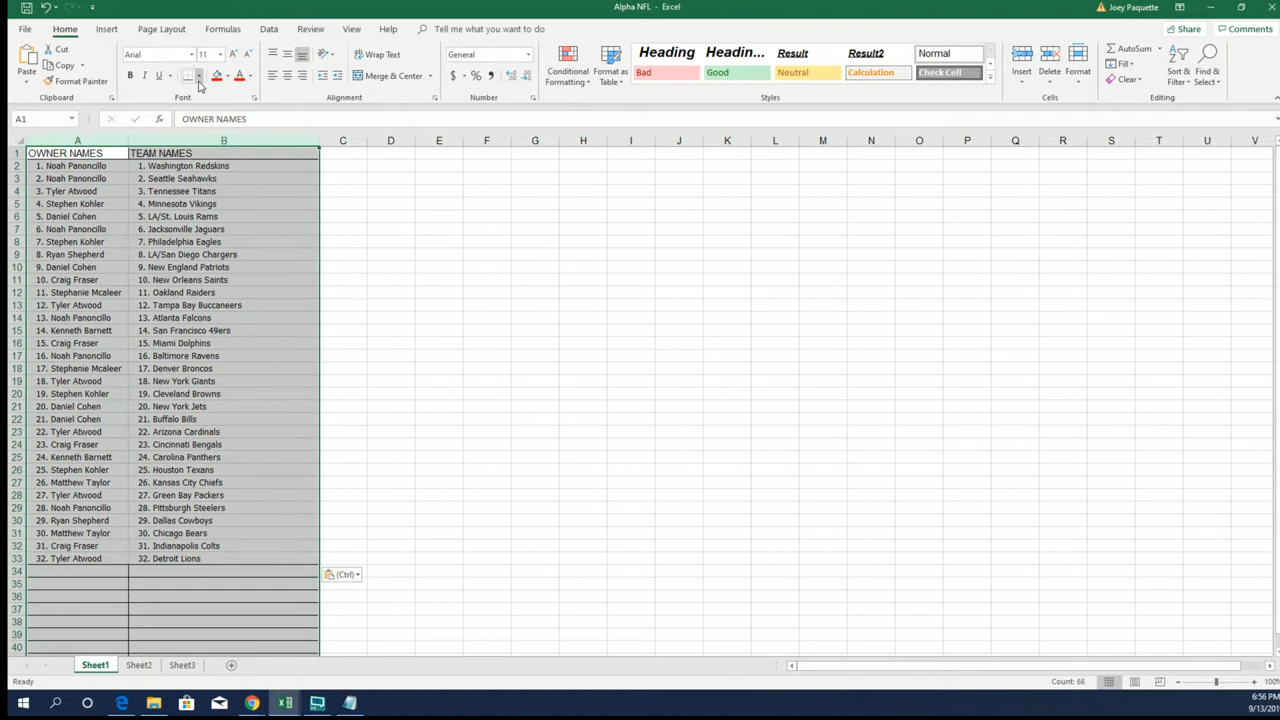 Alpha NFL - Excel
Joey Paquette
File Home Insert Page Layout Formulas Data Review View Help Tell me what you want to do
Share Comments
Cut
Copy
Format Painter
Paste
Clipboard
Arial 11
B I U
Font
Wrap Text
Merge & Center
Alignment
General
$ % ,
Number
Conditional Formatting
Format as Table
Heading Headin... Result Result2 Normal
Bad Good Neutral Calculation Check Cell
Styles
Insert Delete Format
Cells
AutoSum
Fill
Clear
Sort & Filter
Find & Select
Editing
A1 OWNER NAMES
A B C D E F G H I J K L M N O P Q R S T U V
1 OWNER NAMES TEAM NAMES
2 1. Noah Panoncillo 1. Washington Redskins
3 2. Noah Panoncillo 2. Seattle Seahawks
4 3. Tyler Atwood 3. Tennessee Titans
5 4. Stephen Kohler 4. Minnesota Vikings
6 5. Daniel Cohen 5. LA/St. Louis Rams
7 6. Noah Panoncillo 6. Jacksonville Jaguars
8 7. Stephen Kohler 7. Philadelphia Eagles
9 8. Ryan Shepherd 8. LA/San Diego Chargers
10 9. Daniel Cohen 9. New England Patriots
11 10. Craig Fraser 10. New Orleans Saints
12 11. Stephanie Mcaleer 11. Oakland Raiders
13 12. Tyler Atwood 12. Tampa Bay Buccaneers
14 13. Noah Panoncillo 13. Atlanta Falcons
15 14. Kenneth Barnett 14. San Francisco 49ers
16 15. Craig Fraser 15. Miami Dolphins
17 16. Noah Panoncillo 16. Baltimore Ravens
18 17. Stephanie Mcaleer 17. Denver Broncos
19 18. Tyler Atwood 18. New York Giants
20 19. Stephen Kohler 19. Cleveland Browns
21 20. Daniel Cohen 20. New York Jets
22 21. Daniel Cohen 21. Buffalo Bills
23 22. Tyler Atwood 22. Arizona Cardinals
24 23. Craig Fraser 23. Cincinnati Bengals
25 24. Kenneth Barnett 24. Carolina Panthers
26 25. Stephen Kohler 25. Houston Texans
27 26. Matthew Taylor 26. Kansas City Chiefs
28 27. Tyler Atwood 27. Green Bay Packers
29 28. Noah Panoncillo 28. Pittsburgh Steelers
30 29. Ryan Shepherd 29. Dallas Cowboys
31 30. Matthew Taylor 30. Chicago Bears
32 31. Craig Fraser 31. Indianapolis Colts
33 32. Tyler Atwood 32. Detroit Lions
34
(Ctrl)
35
36
37
38
39
40
Sheet1 Sheet2 Sheet3
Ready
Count: 66
100%
6:56 PM
9/13/20